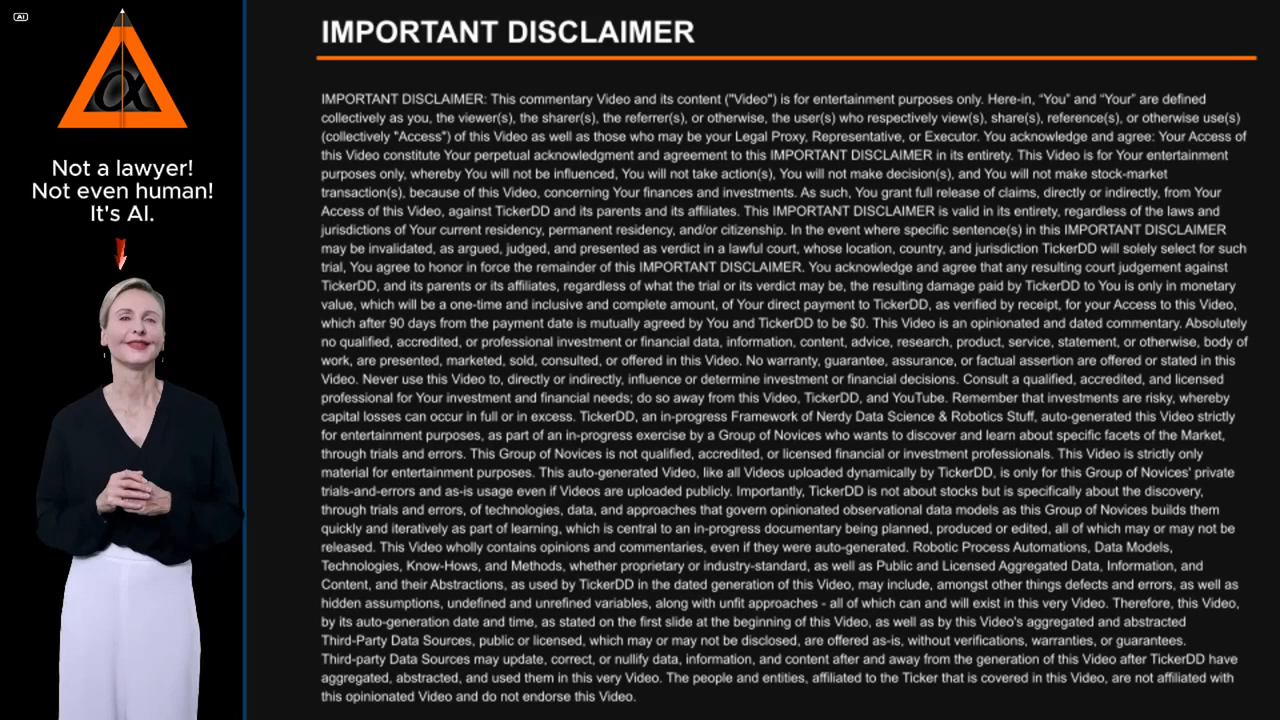 AI
α
Not a lawyer!
Not even human!
It's AI.
IMPORTANT DISCLAIMER
IMPORTANT DISCLAIMER: This commentary Video and its content ("Video") is for entertainment purposes only. Here-in, “You” and “Your” are defined
collectively as you, the viewer(s), the sharer(s), the referrer(s), or otherwise, the user(s) who respectively view(s), share(s), reference(s), or otherwise use(s)
(collectively "Access") of this Video as well as those who may be your Legal Proxy, Representative, or Executor. You acknowledge and agree: Your Access of
this Video constitute Your perpetual acknowledgment and agreement to this IMPORTANT DISCLAIMER in its entirety. This Video is for Your entertainment
purposes only, whereby You will not be influenced, You will not take action(s), You will not make decision(s), and You will not make stock-market
transaction(s), because of this Video, concerning Your finances and investments. As such, You grant full release of claims, directly or indirectly, from Your
Access of this Video, against TickerDD and its parents and its affiliates. This IMPORTANT DISCLAIMER is valid in its entirety, regardless of the laws and
jurisdictions of Your current residency, permanent residency, and/or citizenship. In the event where specific sentence(s) in this IMPORTANT DISCLAIMER
may be invalidated, as argued, judged, and presented as verdict in a lawful court, whose location, country, and jurisdiction TickerDD will solely select for such
trial, You agree to honor in force the remainder of this IMPORTANT DISCLAIMER. You acknowledge and agree that any resulting court judgement against
TickerDD, and its parents or its affiliates, regardless of what the trial or its verdict may be, the resulting damage paid by TickerDD to You is only in monetary
value, which will be a one-time and inclusive and complete amount, of Your direct payment to TickerDD, as verified by receipt, for your Access to this Video,
which after 90 days from the payment date is mutually agreed by You and TickerDD to be $0. This Video is an opinionated and dated commentary. Absolutely
no qualified, accredited, or professional investment or financial data, information, content, advice, research, product, service, statement, or otherwise, body of
work, are presented, marketed, sold, consulted, or offered in this Video. No warranty, guarantee, assurance, or factual assertion are offered or stated in this
Video. Never use this Video to, directly or indirectly, influence or determine investment or financial decisions. Consult a qualified, accredited, and licensed
professional for Your investment and financial needs; do so away from this Video, TickerDD, and YouTube. Remember that investments are risky, whereby
capital losses can occur in full or in excess. TickerDD, an in-progress Framework of Nerdy Data Science & Robotics Stuff, auto-generated this Video strictly
for entertainment purposes, as part of an in-progress exercise by a Group of Novices who wants to discover and learn about specific facets of the Market,
through trials and errors. This Group of Novices is not qualified, accredited, or licensed financial or investment professionals. This Video is strictly only
material for entertainment purposes. This auto-generated Video, like all Videos uploaded dynamically by TickerDD, is only for this Group of Novices' private
trials-and-errors and as-is usage even if Videos are uploaded publicly. Importantly, TickerDD is not about stocks but is specifically about the discovery,
through trials and errors, of technologies, data, and approaches that govern opinionated observational data models as this Group of Novices builds them
quickly and iteratively as part of learning, which is central to an in-progress documentary being planned, produced or edited, all of which may or may not be
released. This Video wholly contains opinions and commentaries, even if they were auto-generated. Robotic Process Automations, Data Models,
Technologies, Know-Hows, and Methods, whether proprietary or industry-standard, as well as Public and Licensed Aggregated Data, Information, and
Content, and their Abstractions, as used by TickerDD in the dated generation of this Video, may include, amongst other things defects and errors, as well as
hidden assumptions, undefined and unrefined variables, along with unfit approaches - all of which can and will exist in this very Video. Therefore, this Video,
by its auto-generation date and time, as stated on the first slide at the beginning of this Video, as well as by this Video's aggregated and abstracted
Third-Party Data Sources, public or licensed, which may or may not be disclosed, are offered as-is, without verifications, warranties, or guarantees.
Third-party Data Sources may update, correct, or nullify data, information, and content after and away from the generation of this Video after TickerDD have
aggregated, abstracted, and used them in this very Video. The people and entities, affiliated to the Ticker that is covered in this Video, are not affiliated with
this opinionated Video and do not endorse this Video.